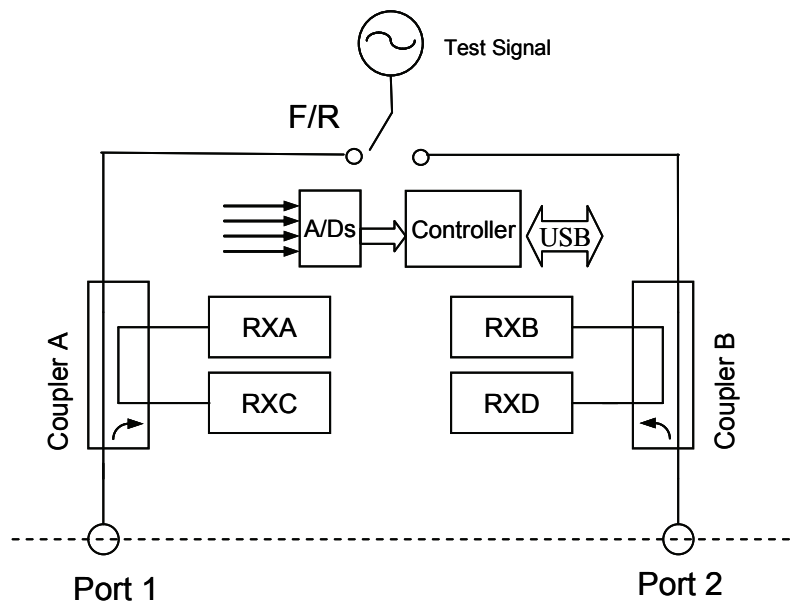 Test Signal
F/R
A/Ds
Controller
USB
Coupler A
RXA
RXB
Coupler B
RXC
RXD
Port 1
Port 2